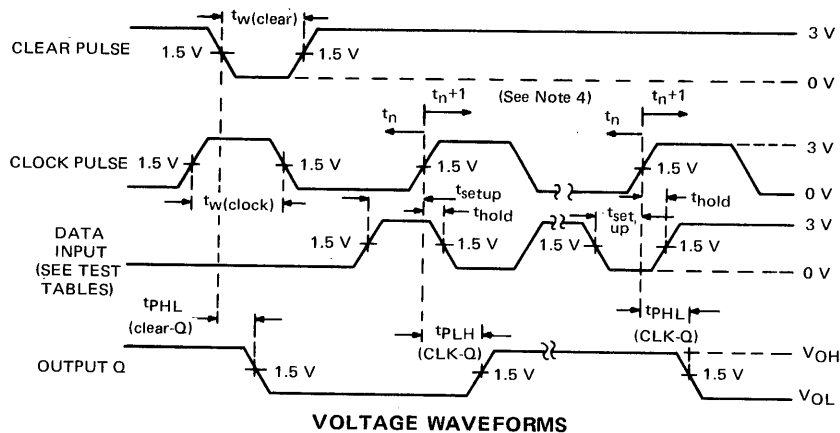 tw(clear)
CLEAR PULSE
1.5 V
1.5 V
3 V
0 V
tn
tn+1
(See Note 4)
tn
tn+1
CLOCK PULSE
1.5 V
1.5 V
1.5 V
1.5 V
3 V
0 V
tw(clock)
tsetup
thold
tset, up
thold
DATA
INPUT
(SEE TEST
TABLES)
1.5 V
1.5 V
1.5 V
1.5 V
3 V
0 V
tPHL
(clear-Q)
tPLH
(CLK-Q)
tPHL
(CLK-Q)
OUTPUT Q
1.5 V
1.5 V
1.5 V
VOH
VOL
VOLTAGE WAVEFORMS